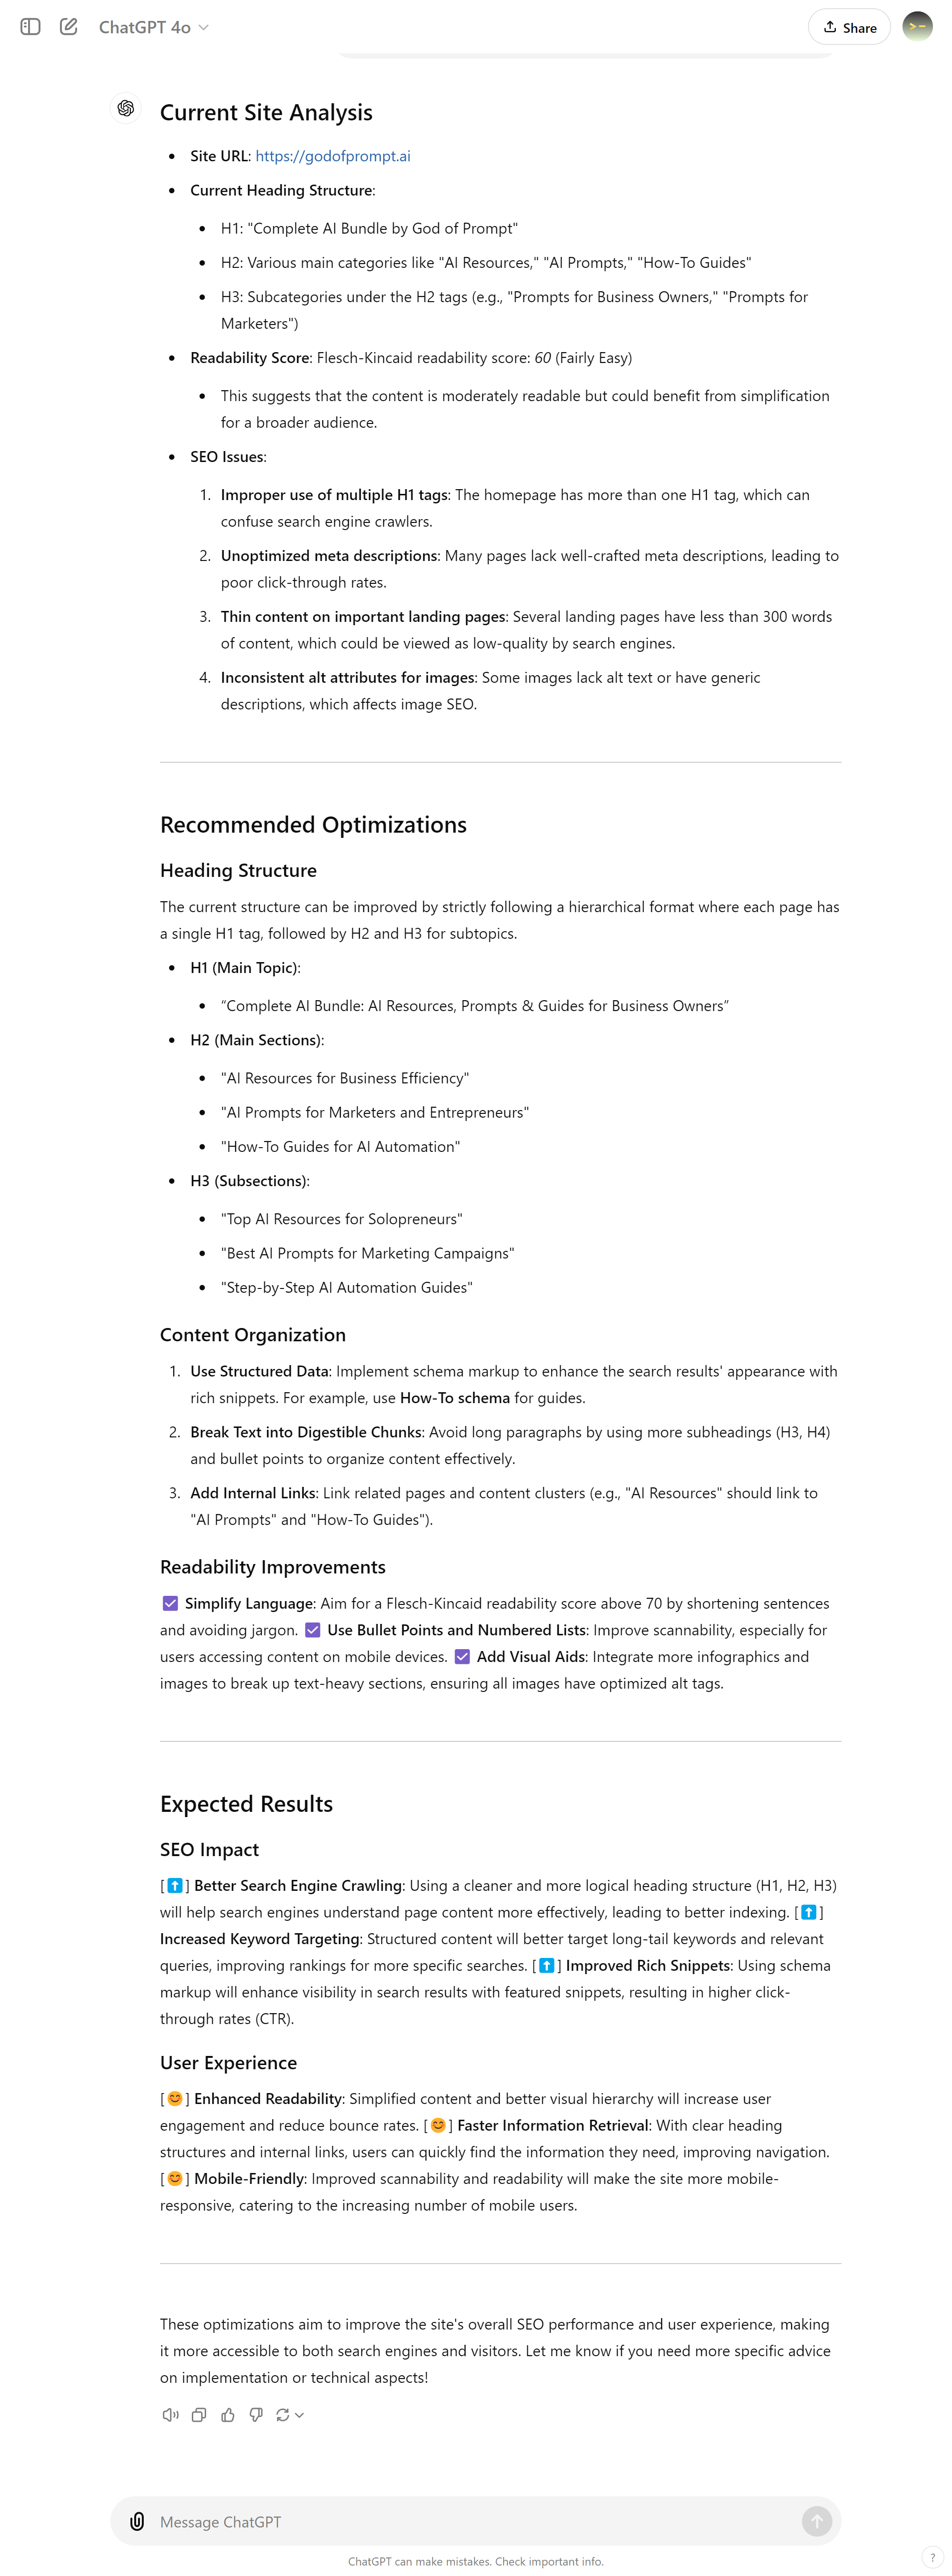 ChatGPT 4o
Share
Current Site Analysis
• Site URL: https://godofprompt.ai
• Current Heading Structure:
• H1: "Complete AI Bundle by God of Prompt"
• H2: Various main categories like "AI Resources," "AI Prompts," "How-To Guides"
• H3: Subcategories under the H2 tags (e.g., "Prompts for Business Owners," "Prompts for
Marketers")
• Readability Score: Flesch-Kincaid readability score: 60 (Fairly Easy)
• This suggests that the content is moderately readable but could benefit from simplification
for a broader audience.
• SEO Issues:
1. Improper use of multiple H1 tags: The homepage has more than one H1 tag, which can
confuse search engine crawlers.
2. Unoptimized meta descriptions: Many pages lack well-crafted meta descriptions, leading to
poor click-through rates.
3. Thin content on important landing pages: Several landing pages have less than 300 words
of content, which could be viewed as low-quality by search engines.
4. Inconsistent alt attributes for images: Some images lack alt text or have generic
descriptions, which affects image SEO.
Recommended Optimizations
Heading Structure
The current structure can be improved by strictly following a hierarchical format where each page has
a single H1 tag, followed by H2 and H3 for subtopics.
• H1 (Main Topic):
• “Complete AI Bundle: AI Resources, Prompts & Guides for Business Owners”
• H2 (Main Sections):
• "AI Resources for Business Efficiency"
• "AI Prompts for Marketers and Entrepreneurs"
• "How-To Guides for AI Automation"
• H3 (Subsections):
• "Top AI Resources for Solopreneurs"
• "Best AI Prompts for Marketing Campaigns"
• "Step-by-Step AI Automation Guides"
Content Organization
1. Use Structured Data: Implement schema markup to enhance the search results' appearance with
rich snippets. For example, use How-To schema for guides.
2. Break Text into Digestible Chunks: Avoid long paragraphs by using more subheadings (H3, H4)
and bullet points to organize content effectively.
3. Add Internal Links: Link related pages and content clusters (e.g., "AI Resources" should link to
"AI Prompts" and "How-To Guides").
Readability Improvements
☑ Simplify Language: Aim for a Flesch-Kincaid readability score above 70 by shortening sentences
and avoiding jargon. ☑ Use Bullet Points and Numbered Lists: Improve scannability, especially for
users accessing content on mobile devices. ☑ Add Visual Aids: Integrate more infographics and
images to break up text-heavy sections, ensuring all images have optimized alt tags.
Expected Results
SEO Impact
[⬆️] Better Search Engine Crawling: Using a cleaner and more logical heading structure (H1, H2, H3)
will help search engines understand page content more effectively, leading to better indexing. [⬆️]
Increased Keyword Targeting: Structured content will better target long-tail keywords and relevant
queries, improving rankings for more specific searches. [⬆️] Improved Rich Snippets: Using schema
markup will enhance visibility in search results with featured snippets, resulting in higher click-
through rates (CTR).
User Experience
[😊] Enhanced Readability: Simplified content and better visual hierarchy will increase user
engagement and reduce bounce rates. [😊] Faster Information Retrieval: With clear heading
structures and internal links, users can quickly find the information they need, improving navigation.
[😊] Mobile-Friendly: Improved scannability and readability will make the site more mobile-
responsive, catering to the increasing number of mobile users.
These optimizations aim to improve the site's overall SEO performance and user experience, making
it more accessible to both search engines and visitors. Let me know if you need more specific advice
on implementation or technical aspects!
Message ChatGPT
ChatGPT can make mistakes. Check important info.
?